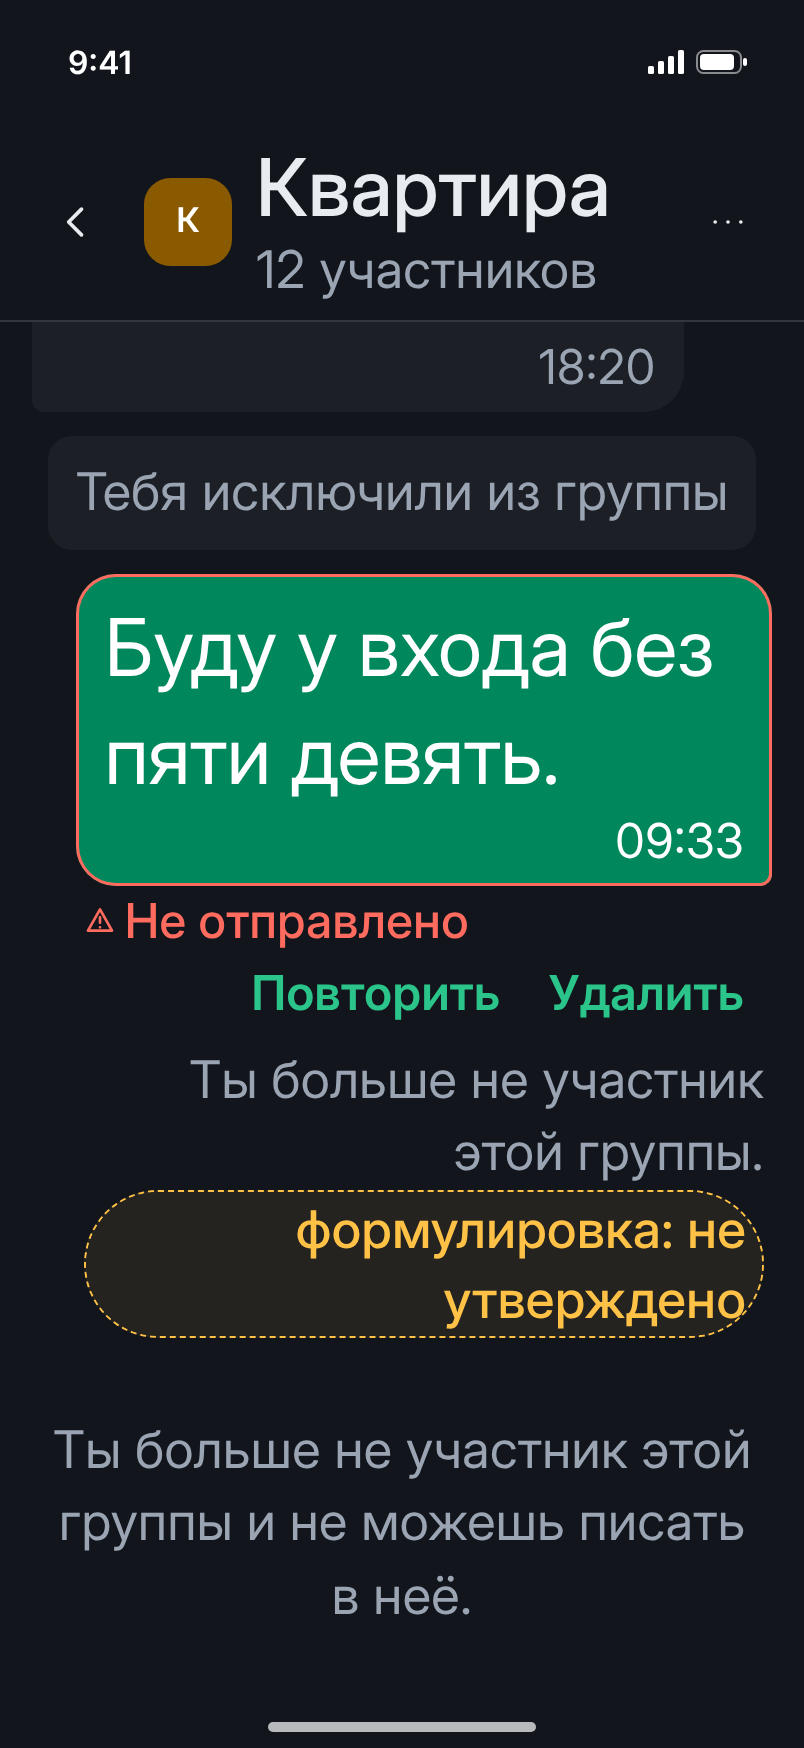 9:41
К
Квартира
12 участников
...
18:20
Тебя исключили из группы
Буду у входа без
пяти девять.
09:33
Не отправлено
Повторить Удалить
Ты больше не участник
этой группы.
формулировка: не
утверждено
Ты больше не участник этой
группы и не можешь писать
в неё.